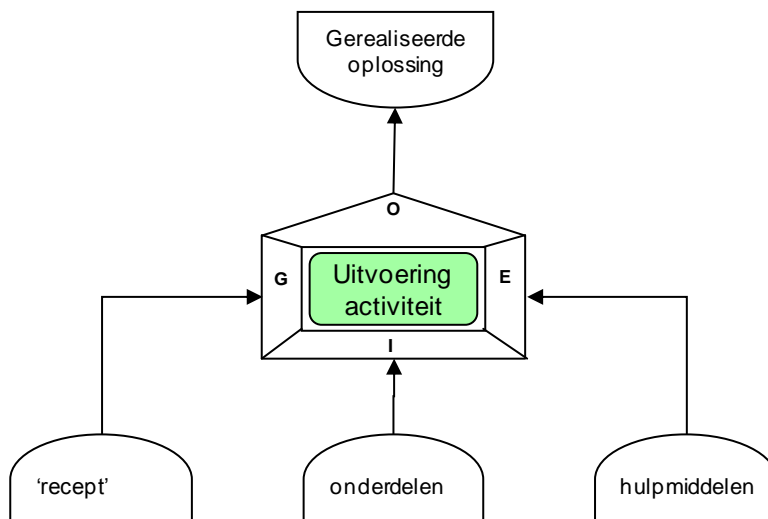 Gerealiseerde
oplossing
O
G
Uitvoering
activiteit
E
I
‘recept’
onderdelen
hulpmiddelen